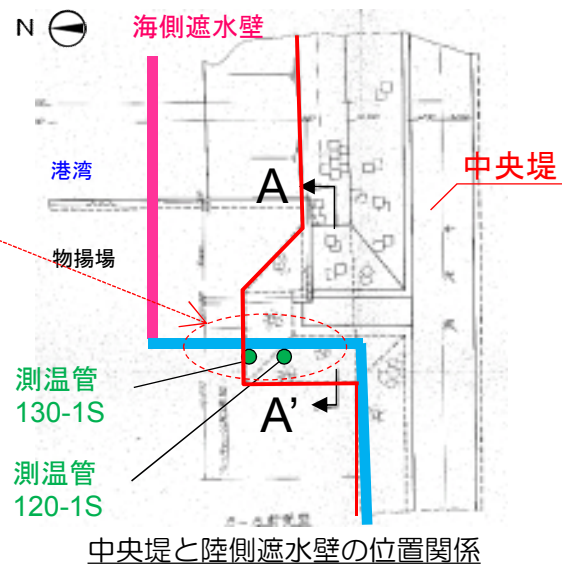 N
海側遮水壁
港湾
A
中央堤
物揚場
測温管
130-1S
A’
測温管
120-1S
中央堤と陸側遮水壁の位置関係